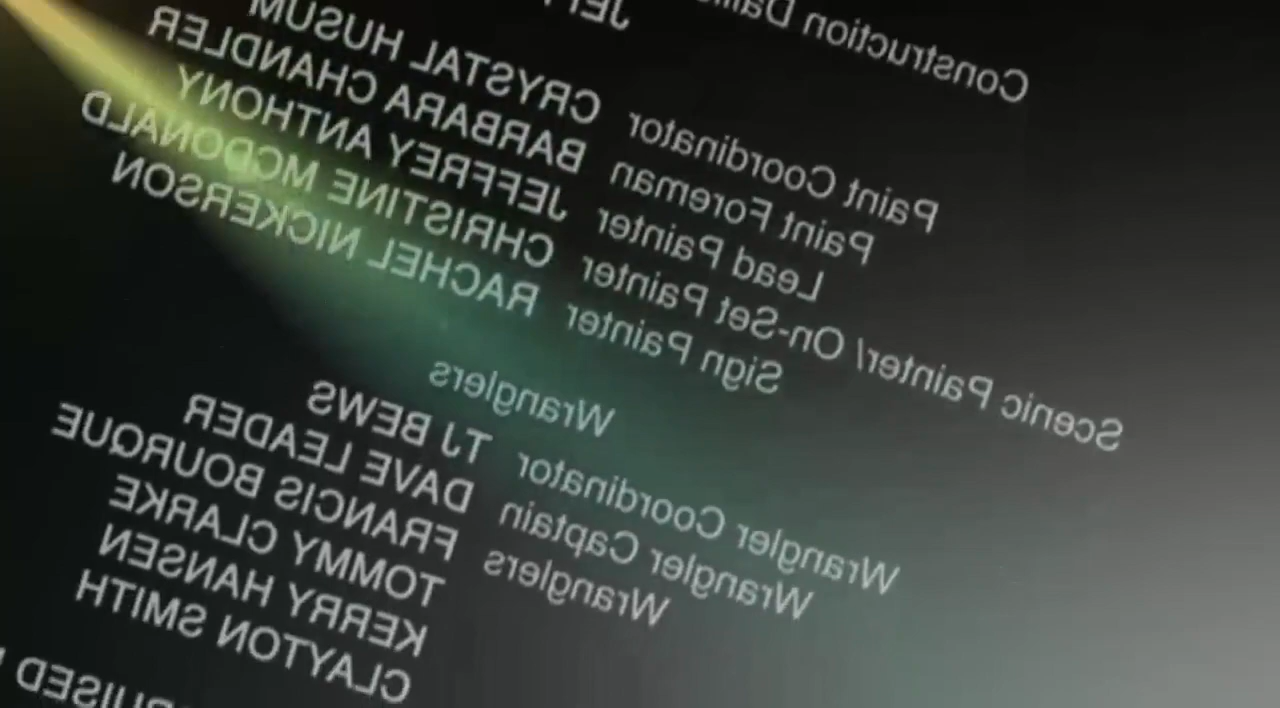 Construction
Paint Coordinator CRYSTAL HUSUM
Paint Foreman BARBARA CHANDLER
Lead Painter JEFFREY ANTHONY
Scenic Painter/ On-Set Painter CHRISTINE MCDONALD
Sign Painter RACHEL NICKERSON
Wranglers
Wrangler Coordinator TJ BEWS
Wrangler Captain DAVE LEADER
Wranglers FRANCIS BOURQUE
TOMMY CLARKE
KERRY HANSEN
CLAYTON SMITH